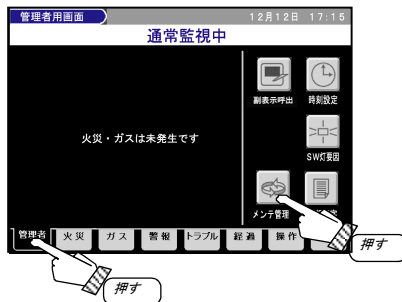 管理者用画面
12月12日 17:15
通常監視中
副表示呼出
時刻設定
火災・ガスは未発生です
SW灯要因
メンテ管理
管理者
火災
ガス
警報
トラブル
経過
操作
押す
押す